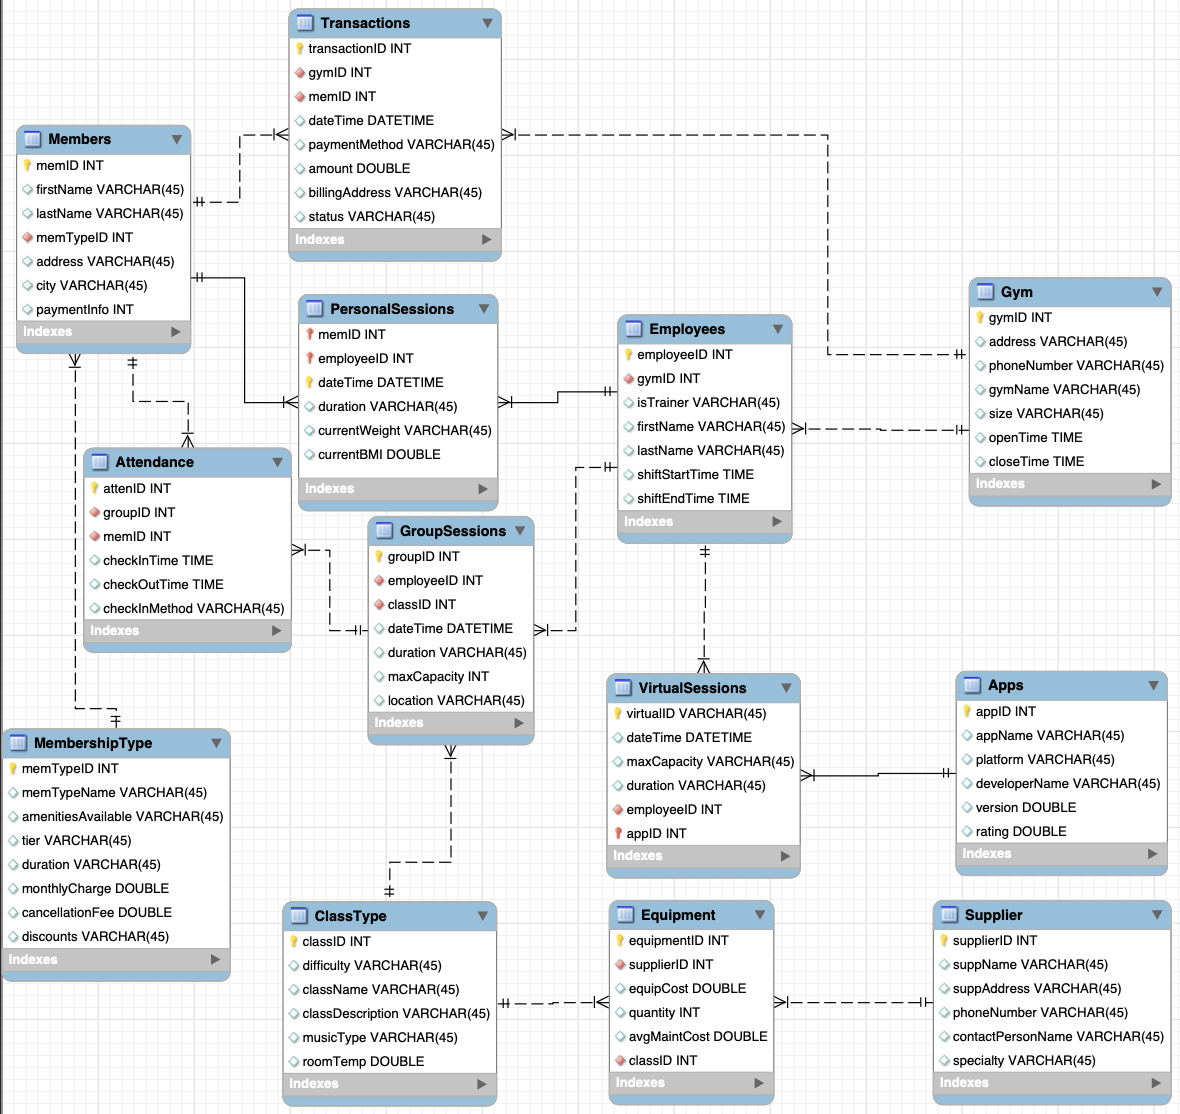 Transactions
transactionID INT
gymID INT
memID INT
dateTime DATETIME
paymentMethod VARCHAR(45)
amount DOUBLE
billingAddress VARCHAR(45)
status VARCHAR(45)
Indexes
Members
memID INT
firstName VARCHAR(45)
lastName VARCHAR(45)
memTypeID INT
address VARCHAR(45)
city VARCHAR(45)
paymentInfo INT
Indexes
PersonalSessions
memID INT
employeeID INT
dateTime DATETIME
duration VARCHAR(45)
currentWeight VARCHAR(45)
currentBMI DOUBLE
Indexes
Employees
employeeID INT
gymID INT
isTrainer VARCHAR(45)
firstName VARCHAR(45)
lastName VARCHAR(45)
shiftStartTime TIME
shiftEndTime TIME
Indexes
Gym
gymID INT
address VARCHAR(45)
phoneNumber VARCHAR(45)
gymName VARCHAR(45)
size VARCHAR(45)
openTime TIME
closeTime TIME
Indexes
Attendance
attenID INT
groupID INT
memID INT
checkInTime TIME
checkOutTime TIME
checkInMethod VARCHAR(45)
Indexes
GroupSessions
groupID INT
employeeID INT
classID INT
dateTime DATETIME
duration VARCHAR(45)
maxCapacity INT
location VARCHAR(45)
Indexes
VirtualSessions
virtualID VARCHAR(45)
dateTime DATETIME
maxCapacity VARCHAR(45)
duration VARCHAR(45)
employeeID INT
appID INT
Indexes
Apps
appID INT
appName VARCHAR(45)
platform VARCHAR(45)
developerName VARCHAR(45)
version DOUBLE
rating DOUBLE
Indexes
MembershipType
memTypeID INT
memTypeName VARCHAR(45)
amenitiesAvailable VARCHAR(45)
tier VARCHAR(45)
duration VARCHAR(45)
monthlyCharge DOUBLE
cancellationFee DOUBLE
discounts VARCHAR(45)
Indexes
ClassType
classID INT
difficulty VARCHAR(45)
className VARCHAR(45)
classDescription VARCHAR(45)
musicType VARCHAR(45)
roomTemp DOUBLE
Indexes
Equipment
equipmentID INT
supplierID INT
equipCost DOUBLE
quantity INT
avgMaintCost DOUBLE
classID INT
Indexes
Supplier
supplierID INT
suppName VARCHAR(45)
suppAddress VARCHAR(45)
phoneNumber VARCHAR(45)
contactPersonName VARCHAR(45)
specialty VARCHAR(45)
Indexes